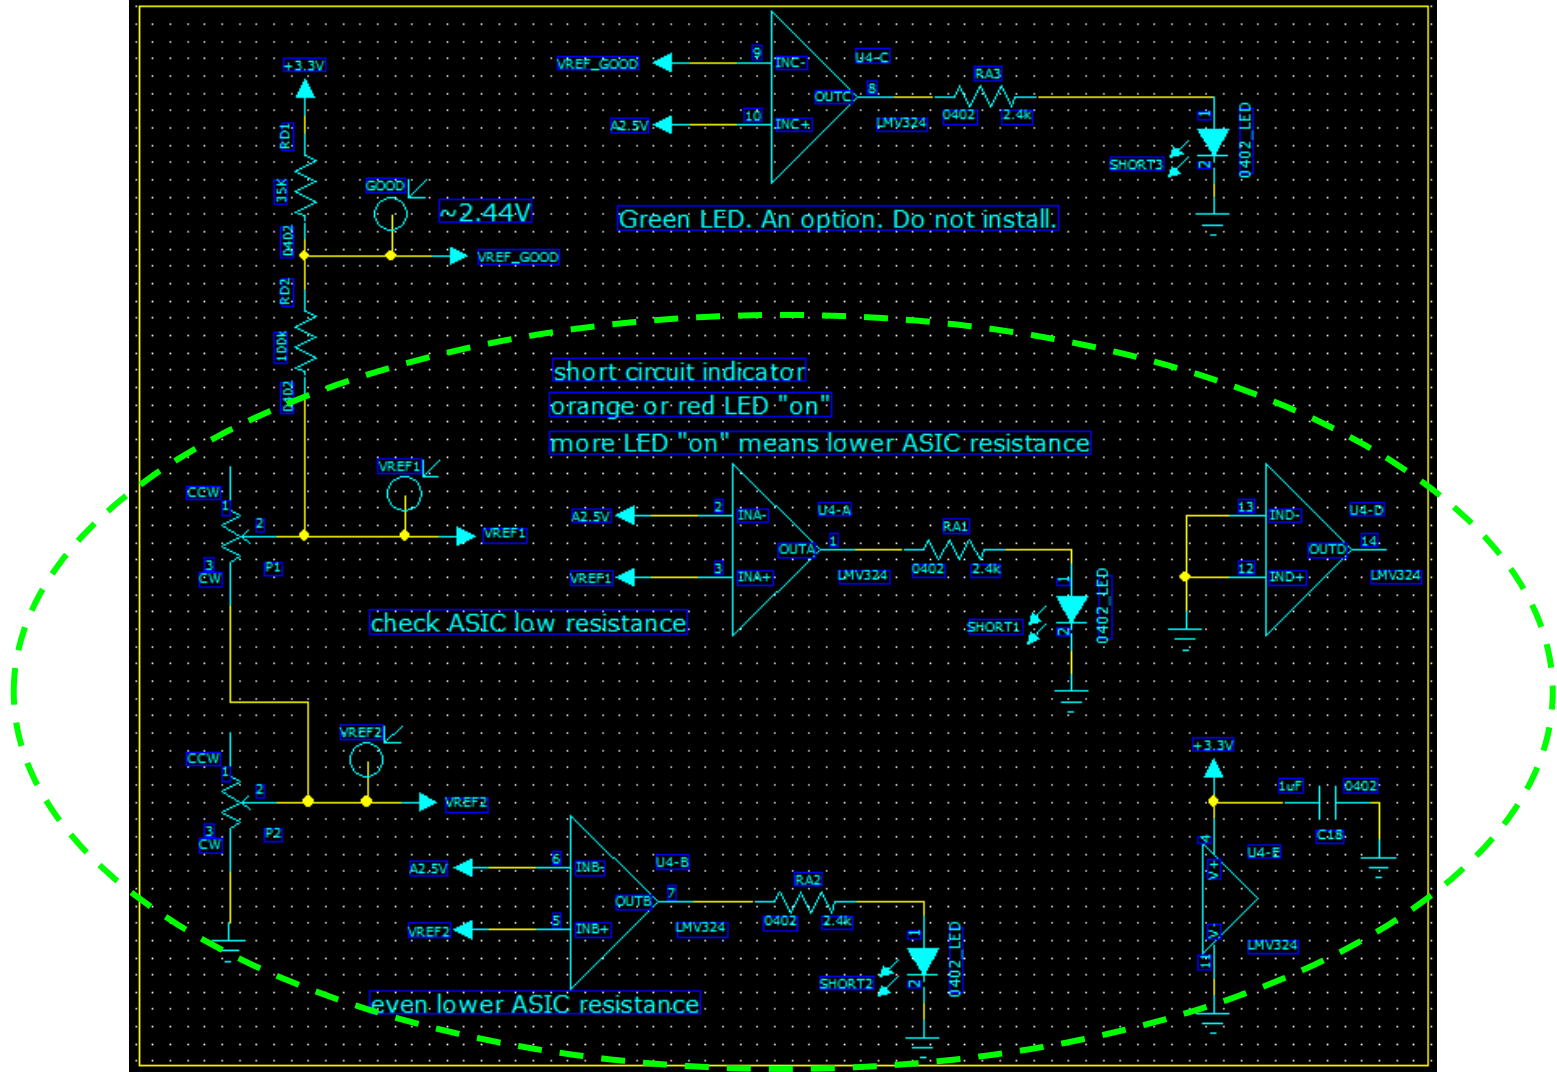 +3.3V
RD1
35K
0402
GOOD
~2.44V
VREF_GOOD
RD2
100k
0402
VREF_GOOD
9
INC-
U4-C
A2.5V
10
INC+
OUTC
8
LMV324
RA3
0402
2.4k
1
2
SHORT3
0402_LED
Green LED. An option. Do not install.
short circuit indicator
orange or red LED "on"
more LED "on" means lower ASIC resistance
CCW
1
2
3
CW
P1
VREF1
VREF1
A2.5V
2
INA-
U4-A
VREF1
3
INA+
OUTA
1
LMV324
RA1
0402
2.4k
1
2
SHORT1
0402_LED
13
IND-
U4-D
12
IND+
OUTD
14
LMV324
check ASIC low resistance
CCW
1
2
3
CW
P2
VREF2
VREF2
A2.5V
6
INB-
U4-B
VREF2
5
INB+
OUTB
7
LMV324
RA2
0402
2.4k
1
2
SHORT2
0402_LED
+3.3V
1uF
0402
C18
4
V+
U4-E
V-
11
LMV324
even lower ASIC resistance